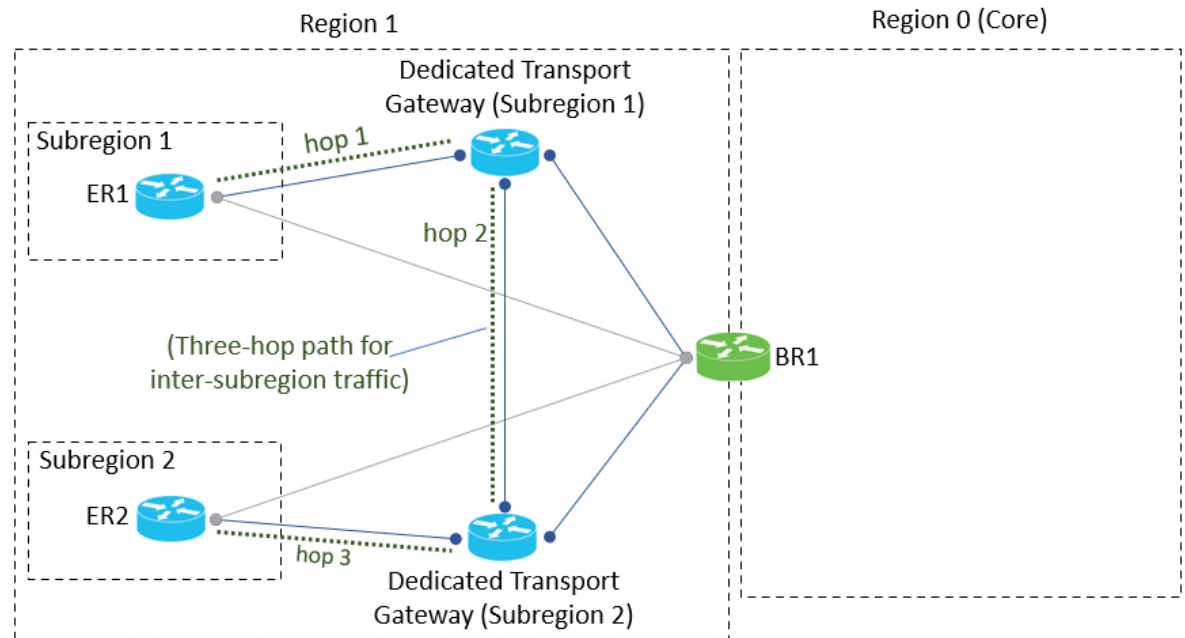 Region 1
Region 0 (Core)
Dedicated Transport
Gateway (Subregion 1)
Subregion 1
hop 1
ER1
hop 2
(Three-hop path for
inter-subregion traffic)
BR1
Subregion 2
ER2
hop 3
Dedicated Transport
Gateway (Subregion 2)